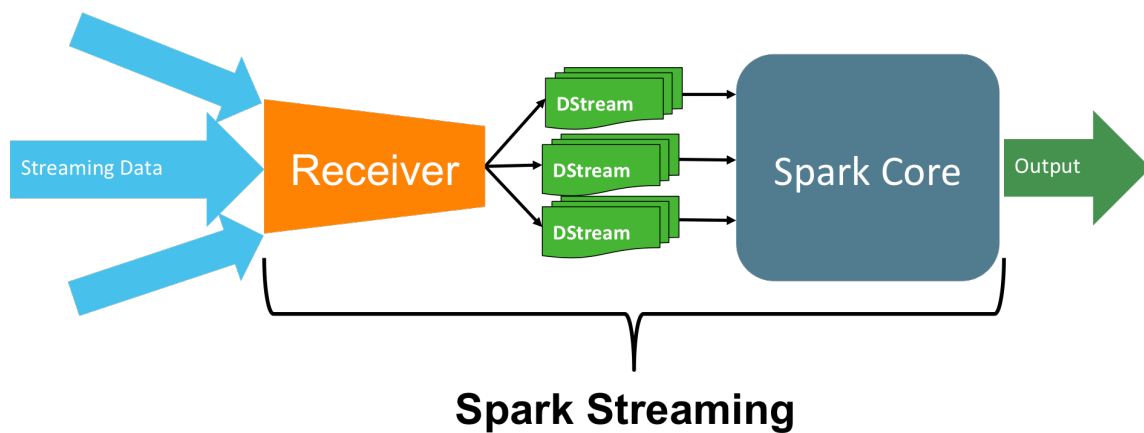 Streaming Data
Receiver
DStream
DStream
DStream
Spark Core
Output
Spark Streaming